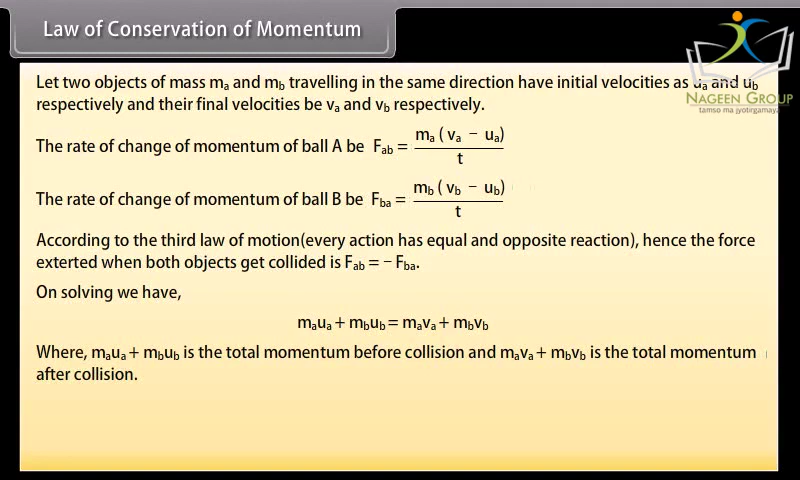 Law of Conservation of Momentum
NAGEEN GROUP
tamso ma jyotirgamaya
Let two objects of mass mₐ and m_b travelling in the same direction have initial velocities as uₐ and u_b
respectively and their final velocities be vₐ and v_b respectively.
The rate of change of momentum of ball A be F_ab = mₐ ( vₐ − uₐ) / t
The rate of change of momentum of ball B be F_ba = m_b ( v_b − u_b) / t
According to the third law of motion(every action has equal and opposite reaction), hence the force
exterted when both objects get collided is F_ab = − F_ba.
On solving we have,
mₐuₐ + m_bu_b = mₐvₐ + m_bv_b
Where, mₐuₐ + m_bu_b is the total momentum before collision and mₐvₐ + m_bv_b is the total momentum
after collision.